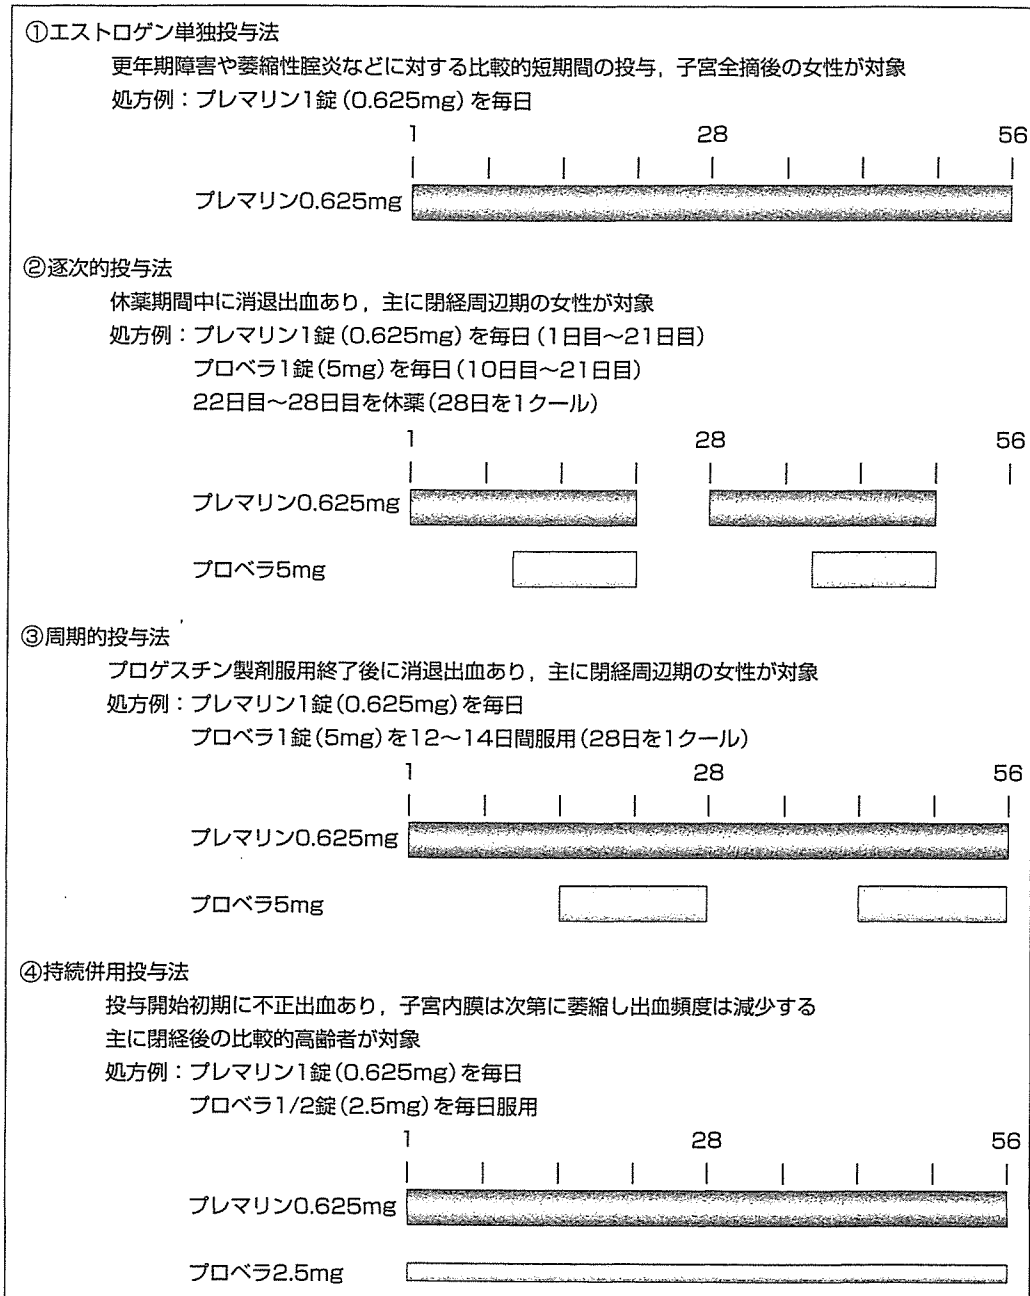 ①エストロゲン単独投与法
更年期障害や萎縮性腟炎などに対する比較的短期間の投与，子宮全摘後の女性が対象
処方例：プレマリン1錠（0.625mg）を毎日
1 28 56
プレマリン0.625mg
②逐次的投与法
休薬期間中に消退出血あり，主に閉経周辺期の女性が対象
処方例：プレマリン1錠（0.625mg）を毎日（1日目～21日目）
プロベラ1錠（5mg）を毎日（10日目～21日目）
22日目～28日目を休薬（28日を1クール）
1 28 56
プレマリン0.625mg
プロベラ5mg
③周期的投与法
プロゲスチン製剤服用終了後に消退出血あり，主に閉経周辺期の女性が対象
処方例：プレマリン1錠（0.625mg）を毎日
プロベラ1錠（5mg）を12～14日間服用（28日を1クール）
1 28 56
プレマリン0.625mg
プロベラ5mg
④持続併用投与法
投与開始初期に不正出血あり，子宮内膜は次第に萎縮し出血頻度は減少する
主に閉経後の比較的高齢者が対象
処方例：プレマリン1錠（0.625mg）を毎日
プロベラ1/2錠（2.5mg）を毎日服用
1 28 56
プレマリン0.625mg
プロベラ2.5mg